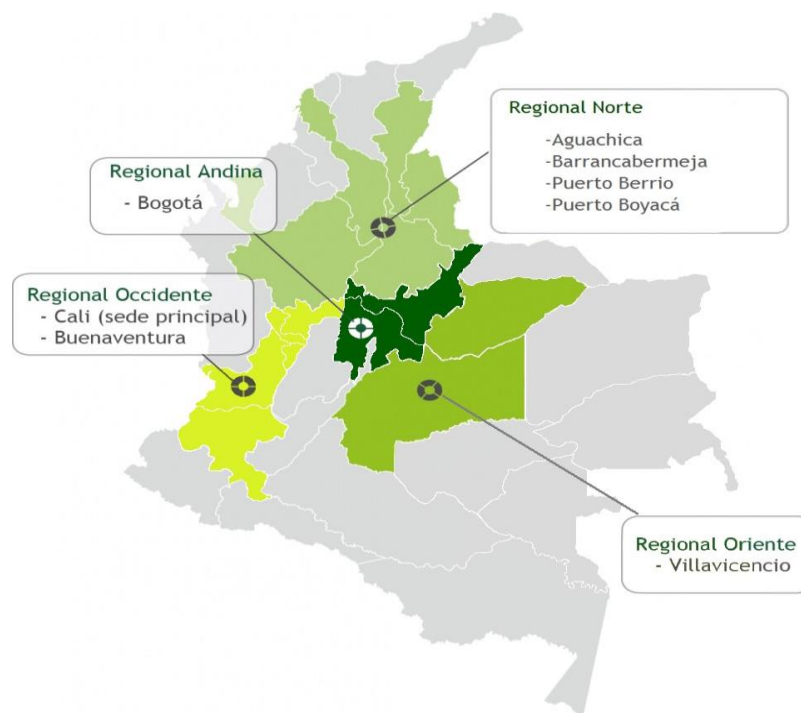 Regional Norte
-Aguachica
-Barrancabermeja
-Puerto Berrio
-Puerto Boyacá
Regional Andina
- Bogotá
Regional Occidente
- Cali (sede principal)
- Buenaventura
Regional Oriente
- Villavicencio